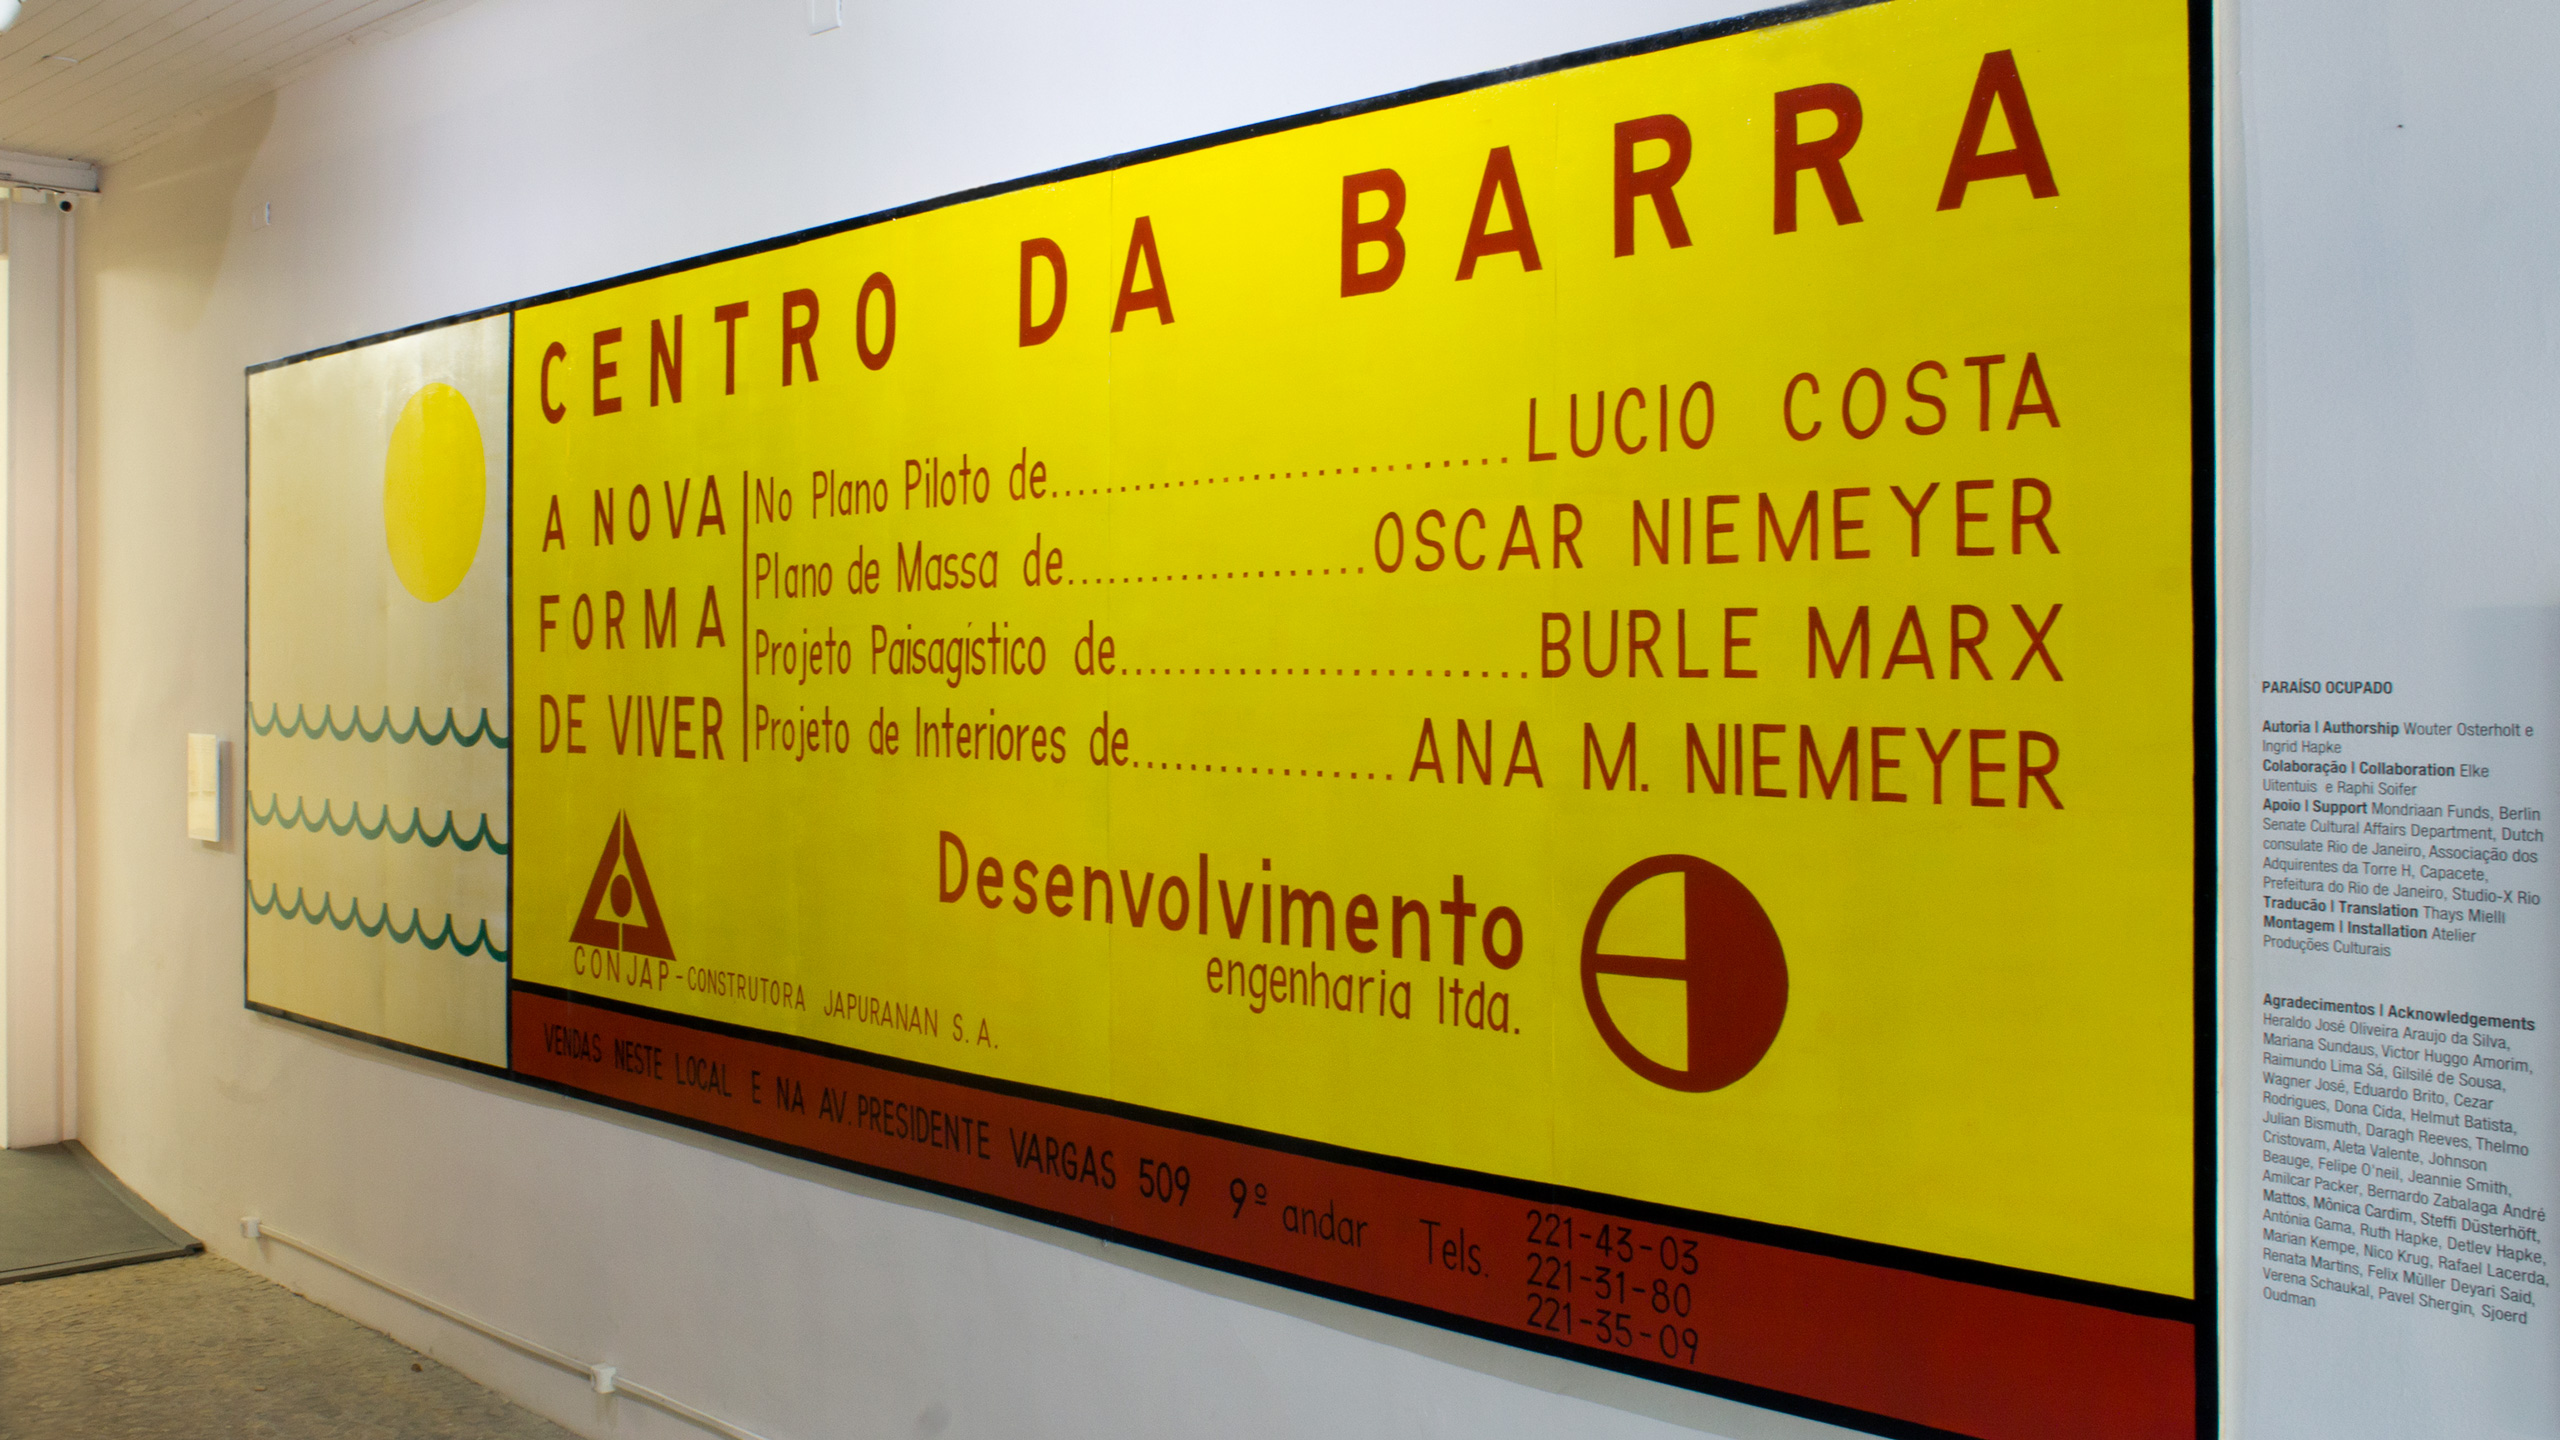 CENTRO DA BARRA
A NOVA
FORMA
DE VIVER
No Plano Piloto de.................................LUCIO COSTA
Plano de Massa de......................OSCAR NIEMEYER
Projeto Paisagístico de.........................BURLE MARX
Projeto de Interiores de.................ANA M. NIEMEYER
CONJAP-CONSTRUTORA JAPURANAN S.A.
Desenvolvimento
engenharia ltda.
VENDAS NESTE LOCAL E NA AV. PRESIDENTE VARGAS 509 9º andar Tels.
221-43-03
221-31-80
221-35-09
PARAÍSO OCUPADO
Autoria | Authorship Wouter Osterholt e
Ingrid Hapke
Colaboração | Collaboration Elke
Uitentuis e Raphi Soifer
Apoio | Support Mondriaan Funds, Berlin
Senate Cultural Affairs Department, Dutch
consulate Rio de Janeiro, Associação dos
Adquirentes da Torre H, Capacete,
Prefeitura do Rio de Janeiro, Studio-X Rio
Traducão | Translation Thays Mielli
Montagem | Installation Atelier
Produções Culturais
Agradecimentos | Acknowledgements
Heraldo José Oliveira Araujo da Silva,
Mariana Sundaus, Victor Huggo Amorim,
Raimundo Lima Sá, Gilsilé de Sousa,
Wagner José, Eduardo Brito, Cezar
Rodrigues, Dona Cida, Helmut Batista,
Julian Bismuth, Daragh Reeves, Thelmo
Cristovam, Aleta Valente, Johnson
Beauge, Felipe O'neil, Jeannie Smith,
Amilcar Packer, Bernardo Zabalaga André
Mattos, Mônica Cardim, Steffi Düsterhöft,
Antónia Gama, Ruth Hapke, Detlev Hapke,
Marian Kempe, Nico Krug, Rafael Lacerda,
Renata Martins, Felix Müller Deyari Said,
Verena Schaukal, Pavel Shergin, Sjoerd
Oudman